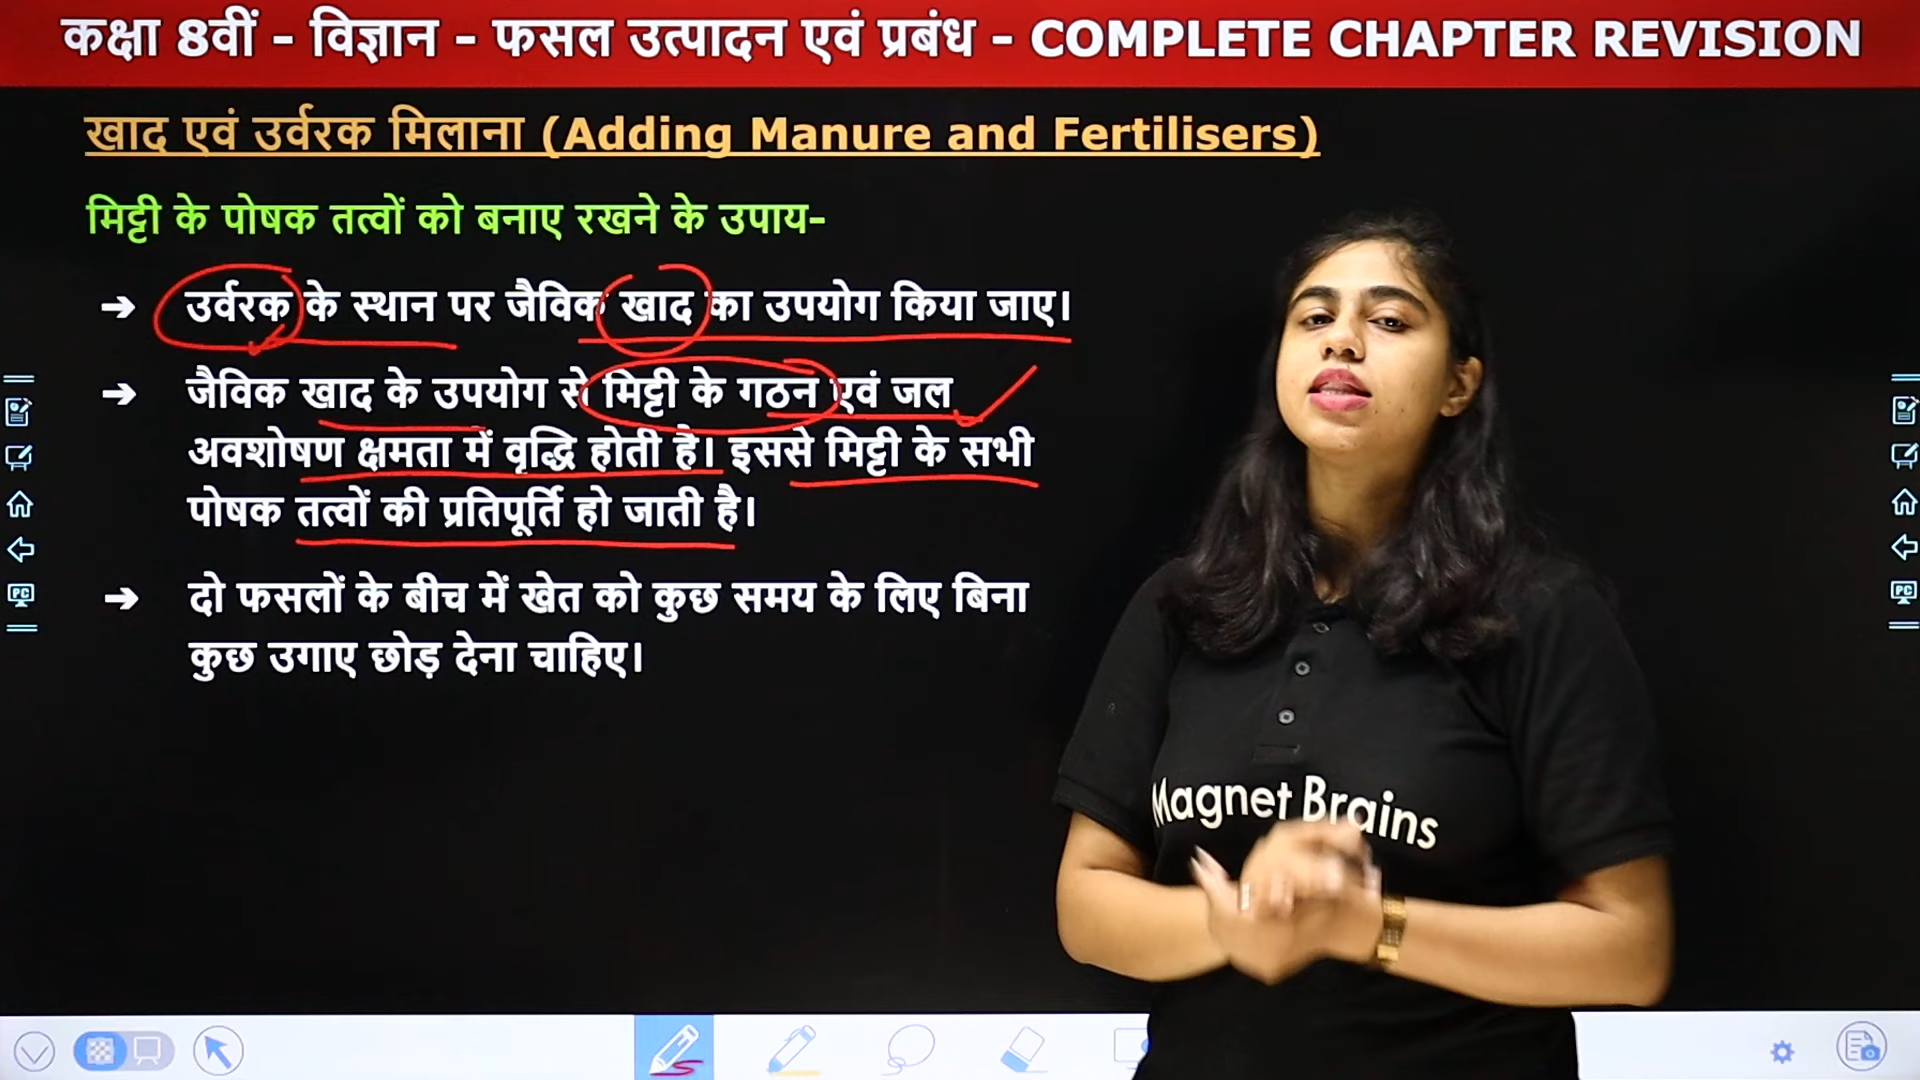 कक्षा 8वीं - विज्ञान - फसल उत्पादन एवं प्रबंध - COMPLETE CHAPTER REVISION
खाद एवं उर्वरक मिलाना (Adding Manure and Fertilisers)
मिट्टी के पोषक तत्वों को बनाए रखने के उपाय-
➔ उर्वरक के स्थान पर जैविक खाद का उपयोग किया जाए।
➔ जैविक खाद के उपयोग से मिट्टी के गठन एवं जल
अवशोषण क्षमता में वृद्धि होती है। इससे मिट्टी के सभी
पोषक तत्वों की प्रतिपूर्ति हो जाती है।
➔ दो फसलों के बीच में खेत को कुछ समय के लिए बिना
कुछ उगाए छोड़ देना चाहिए।
Magnet Brains
PC
PC